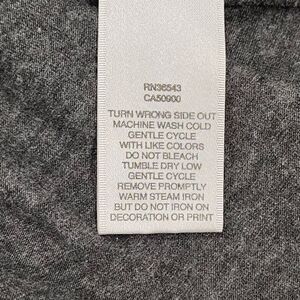 RN36543
CA50900
TURN WRONG SIDE OUT
MACHINE WASH COLD
GENTLE CYCLE
WITH LIKE COLORS
DO NOT BLEACH
TUMBLE DRY LOW
GENTLE CYCLE
REMOVE PROMPTLY
WARM STEAM IRON
BUT DO NOT IRON ON
DECORATION OR PRINT